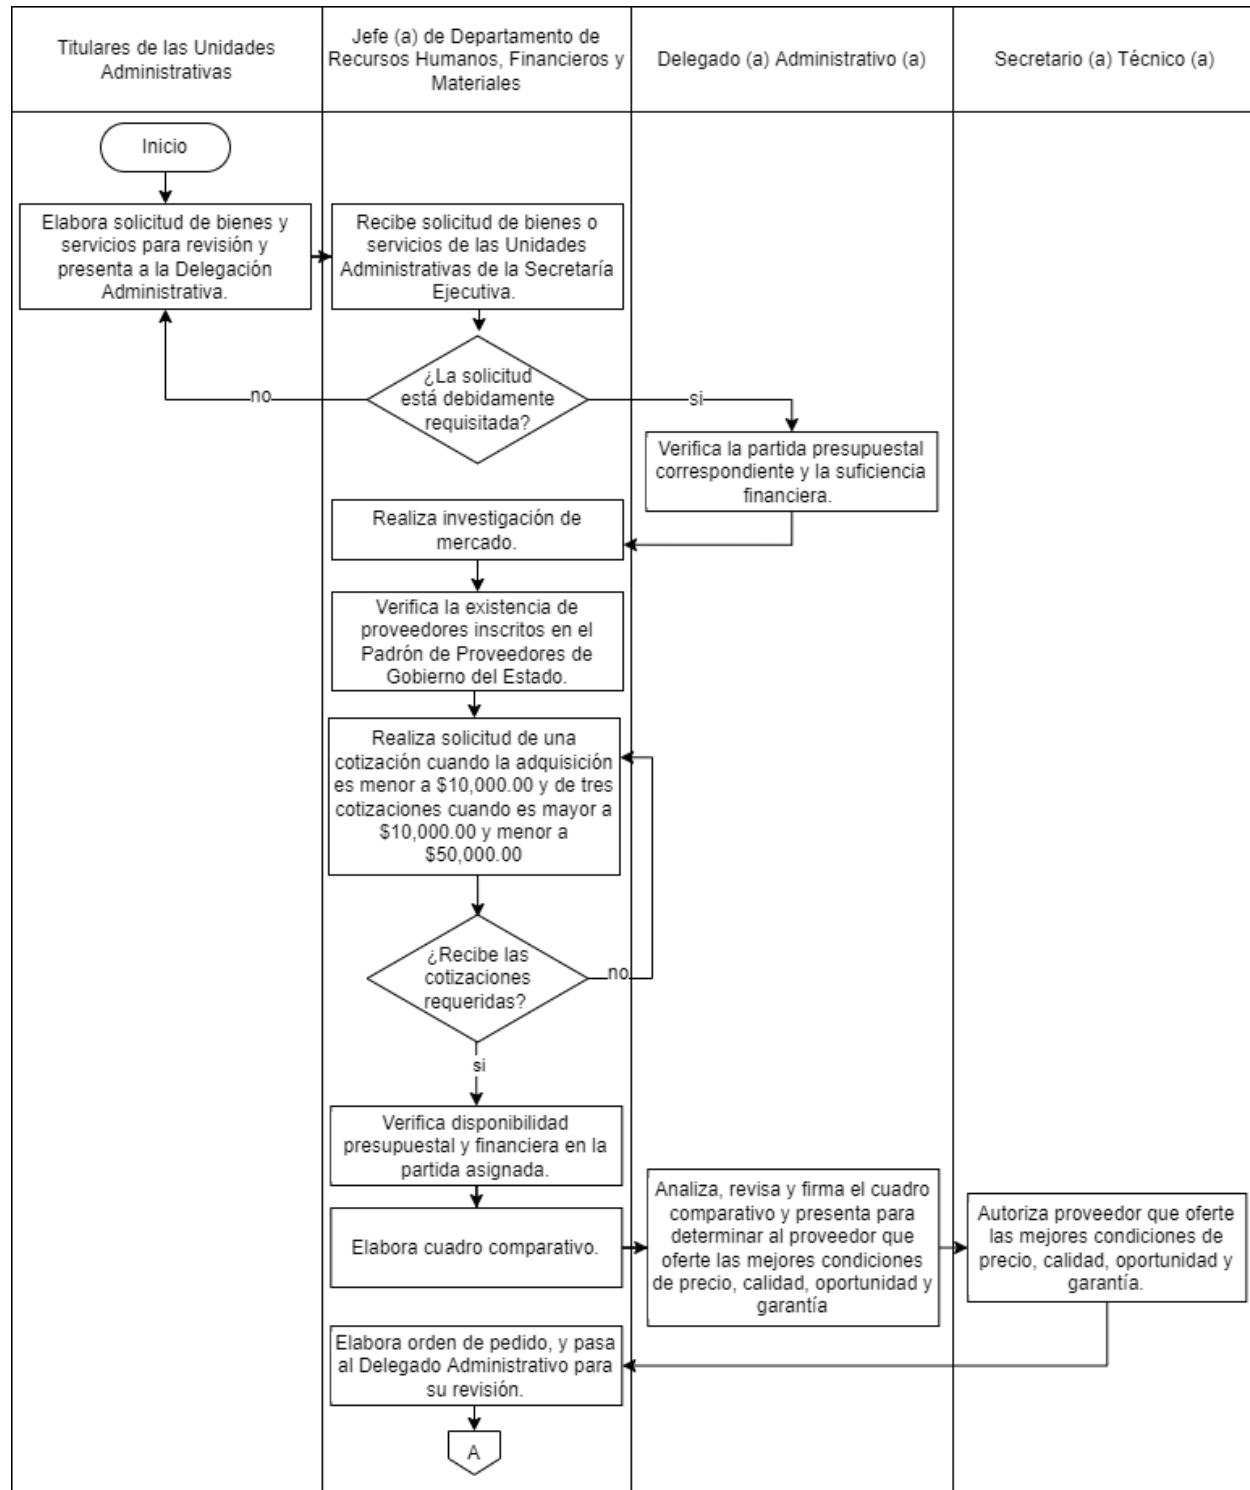 Titulares de las Unidades
Administrativas
Jefe (a) de Departamento de
Recursos Humanos, Financieros y
Materiales
Delegado (a) Administrativo (a)
Secretario (a) Técnico (a)
Inicio
Elabora solicitud de bienes y
servicios para revisión y
presenta a la Delegación
Administrativa.
Recibe solicitud de bienes o
servicios de las Unidades
Administrativas de la Secretaría
Ejecutiva.
¿La solicitud
está debidamente
requisitada?
no
si
Verifica la partida presupuestal
correspondiente y la suficiencia
financiera.
Realiza investigación de
mercado.
Verifica la existencia de
proveedores inscritos en el
Padrón de Proveedores de
Gobierno del Estado.
Realiza solicitud de una
cotización cuando la adquisición
es menor a $10,000.00 y de tres
cotizaciones cuando es mayor a
$10,000.00 y menor a
$50,000.00
¿Recibe las
cotizaciones
requeridas?
no
si
Verifica disponibilidad
presupuestal y financiera en la
partida asignada.
Elabora cuadro comparativo.
Analiza, revisa y firma el cuadro
comparativo y presenta para
determinar al proveedor que
oferte las mejores condiciones
de precio, calidad, oportunidad y
garantía
Autoriza proveedor que oferte
las mejores condiciones de
precio, calidad, oportunidad y
garantía.
Elabora orden de pedido, y pasa
al Delegado Administrativo para
su revisión.
A